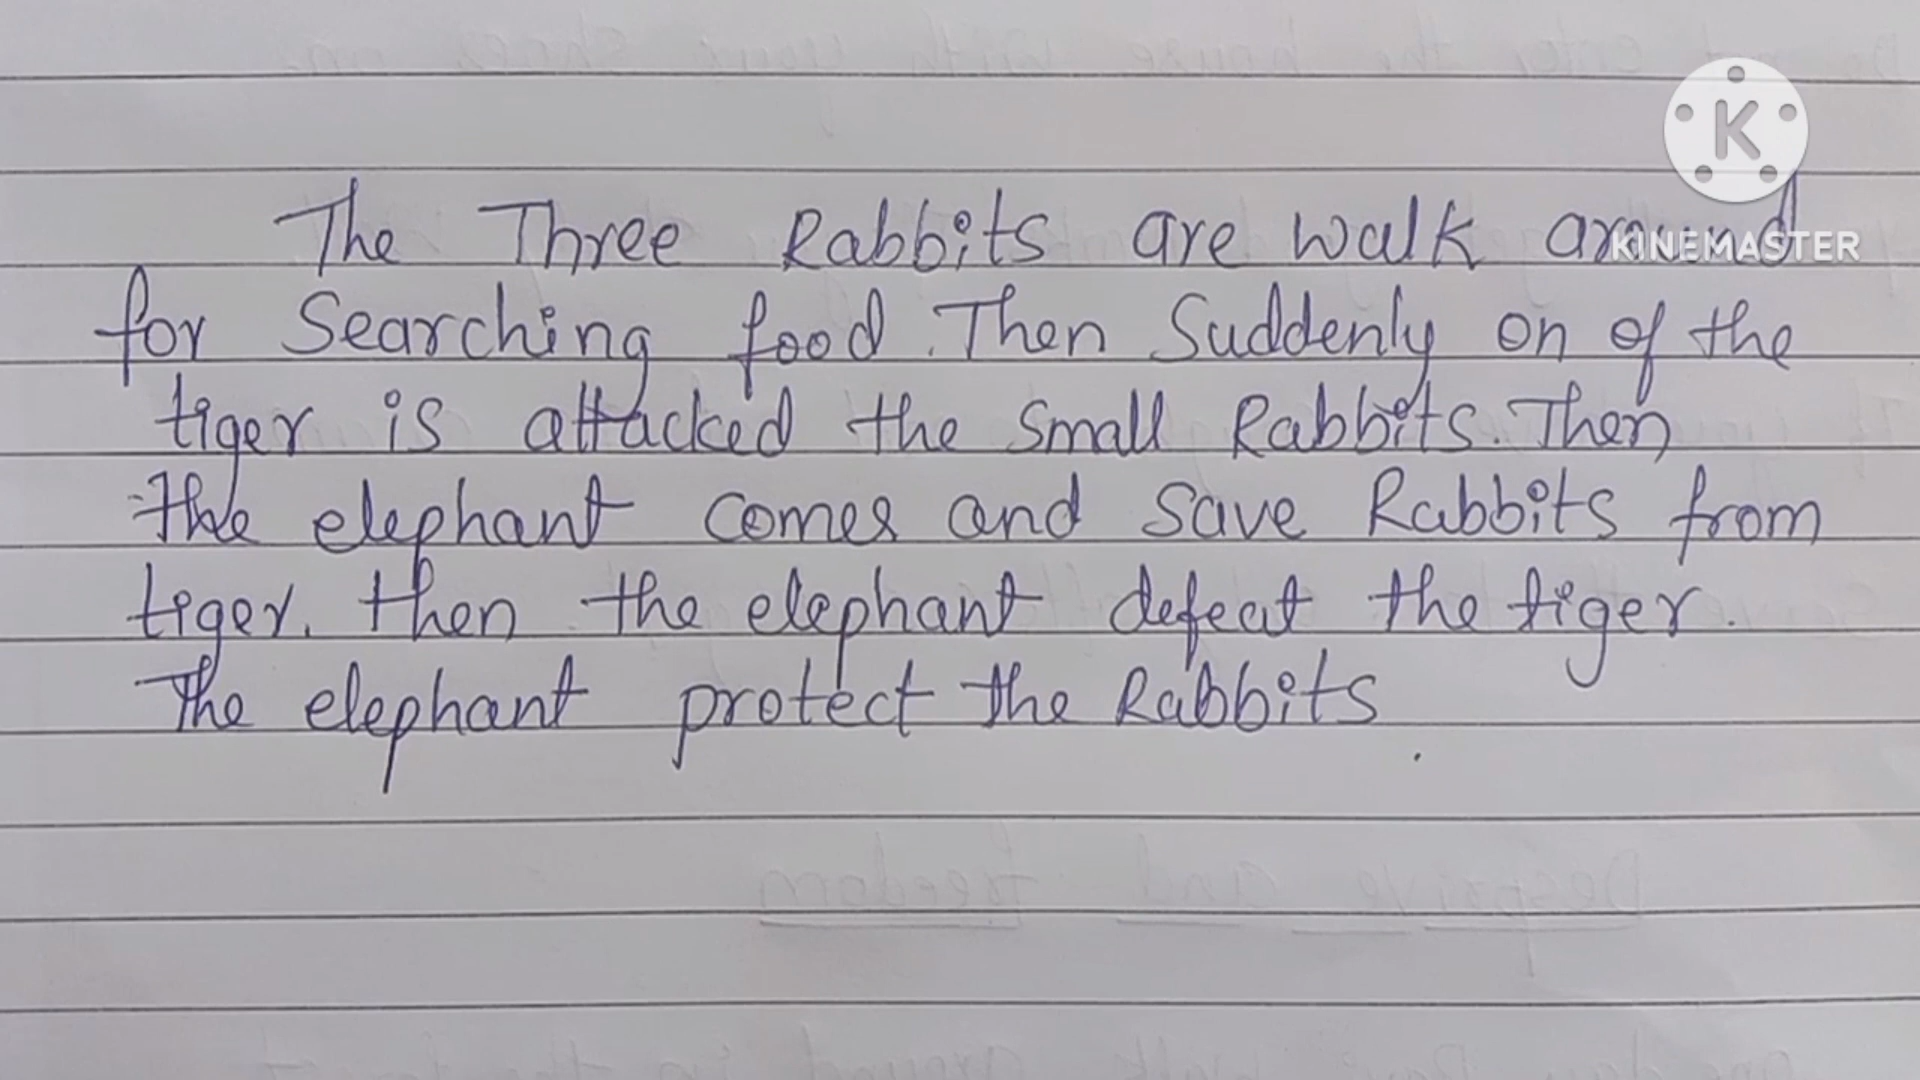 K
KINEMASTER
The Three Rabbits are walk around
for Searching food. Then Suddenly on of the
tiger is attacked the Small Rabbits. Then
the elephant comes and Save Rabbits from
tiger. then the elephant defeat the tiger.
The elephant protect the Rabbits.